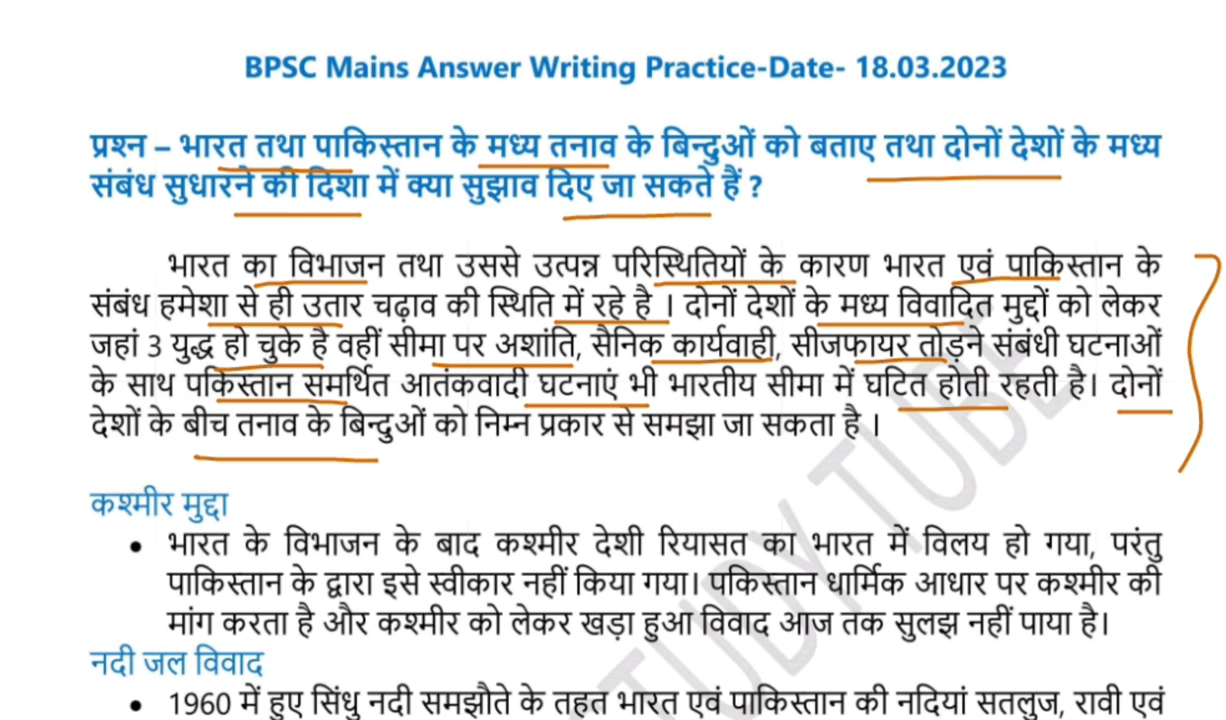 BPSC Mains Answer Writing Practice-Date- 18.03.2023
प्रश्न – भारत तथा पाकिस्तान के मध्य तनाव के बिन्दुओं को बताए तथा दोनों देशों के मध्य
संबंध सुधारने की दिशा में क्या सुझाव दिए जा सकते हैं ?
भारत का विभाजन तथा उससे उत्पन्न परिस्थितियों के कारण भारत एवं पाकिस्तान के
संबंध हमेशा से ही उतार चढ़ाव की स्थिति में रहे है । दोनों देशों के मध्य विवादित मुद्दों को लेकर
जहां 3 युद्ध हो चुके है वहीं सीमा पर अशांति, सैनिक कार्यवाही, सीजफायर तोड़ने संबंधी घटनाओं
के साथ पकिस्तान समर्थित आतंकवादी घटनाएं भी भारतीय सीमा में घटित होती रहती है। दोनों
देशों के बीच तनाव के बिन्दुओं को निम्न प्रकार से समझा जा सकता है ।
कश्मीर मुद्दा
• भारत के विभाजन के बाद कश्मीर देशी रियासत का भारत में विलय हो गया, परंतु
पाकिस्तान के द्वारा इसे स्वीकार नहीं किया गया। पकिस्तान धार्मिक आधार पर कश्मीर की
मांग करता है और कश्मीर को लेकर खड़ा हुआ विवाद आज तक सुलझ नहीं पाया है।
नदी जल विवाद
• 1960 में हुए सिंधु नदी समझौते के तहत भारत एवं पाकिस्तान की नदियां सतलुज, रावी एवं
STUDY TUBE